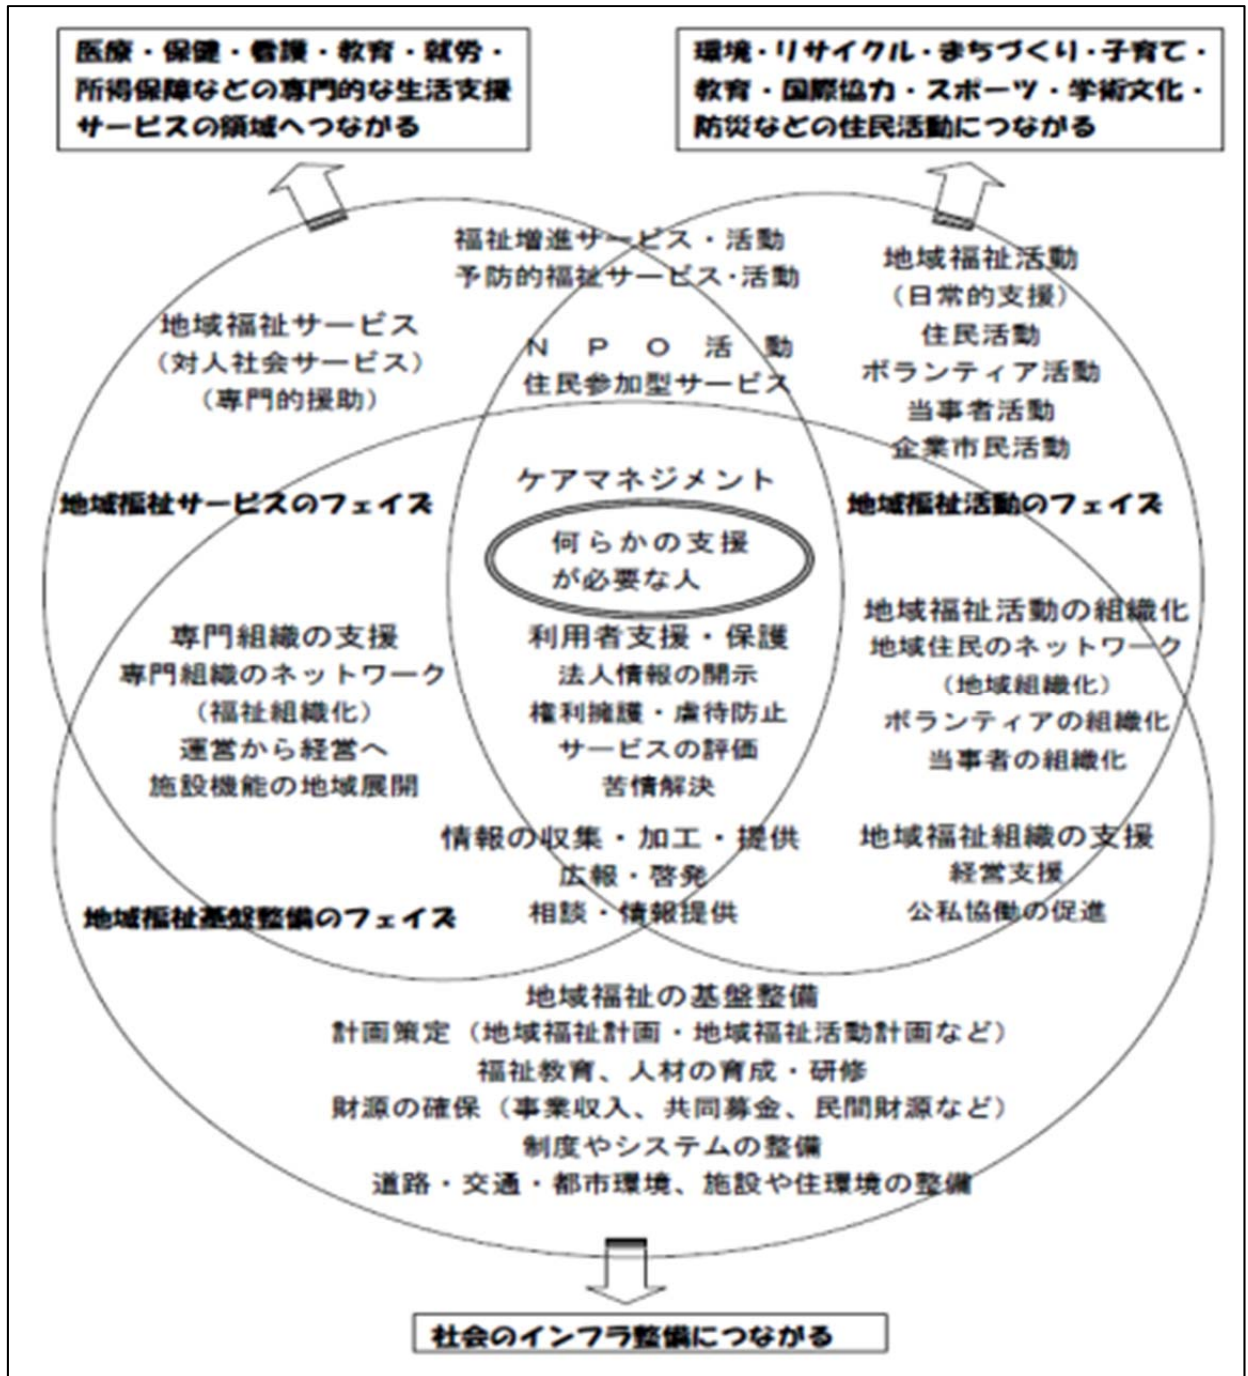 医療・保健・看護・教育・就労・
所得保障などの専門的な生活支援
サービスの領域へつながる
環境・リサイクル・まちづくり・子育て・
教育・国際協力・スポーツ・学術文化・
防災などの住民活動につながる
福祉増進サービス・活動
予防的福祉サービス・活動
地域福祉サービス
(対人社会サービス)
(専門的援助)
NPO活動
住民参加型サービス
地域福祉活動
(日常的支援)
住民活動
ボランティア活動
当事者活動
企業市民活動
地域福祉サービスのフェイズ
ケアマネジメント
地域福祉活動のフェイズ
何らかの支援
が必要な人
専門組織の支援
専門組織のネットワーク
(福祉組織化)
運営から経営へ
施設機能の地域展開
利用者支援・保護
法人情報の開示
権利擁護・虐待防止
サービスの評価
苦情解決
地域福祉活動の組織化
地域住民のネットワーク
(地域組織化)
ボランティアの組織化
当事者の組織化
情報の収集・加工・提供
広報・啓発
相談・情報提供
地域福祉組織の支援
経営支援
公私協働の促進
地域福祉基盤整備のフェイズ
地域福祉の基盤整備
計画策定(地域福祉計画・地域福祉活動計画など)
福祉教育、人材の育成・研修
財源の確保(事業収入、共同募金、民間財源など)
制度やシステムの整備
道路・交通・都市環境、施設や住環境の整備
社会のインフラ整備につながる